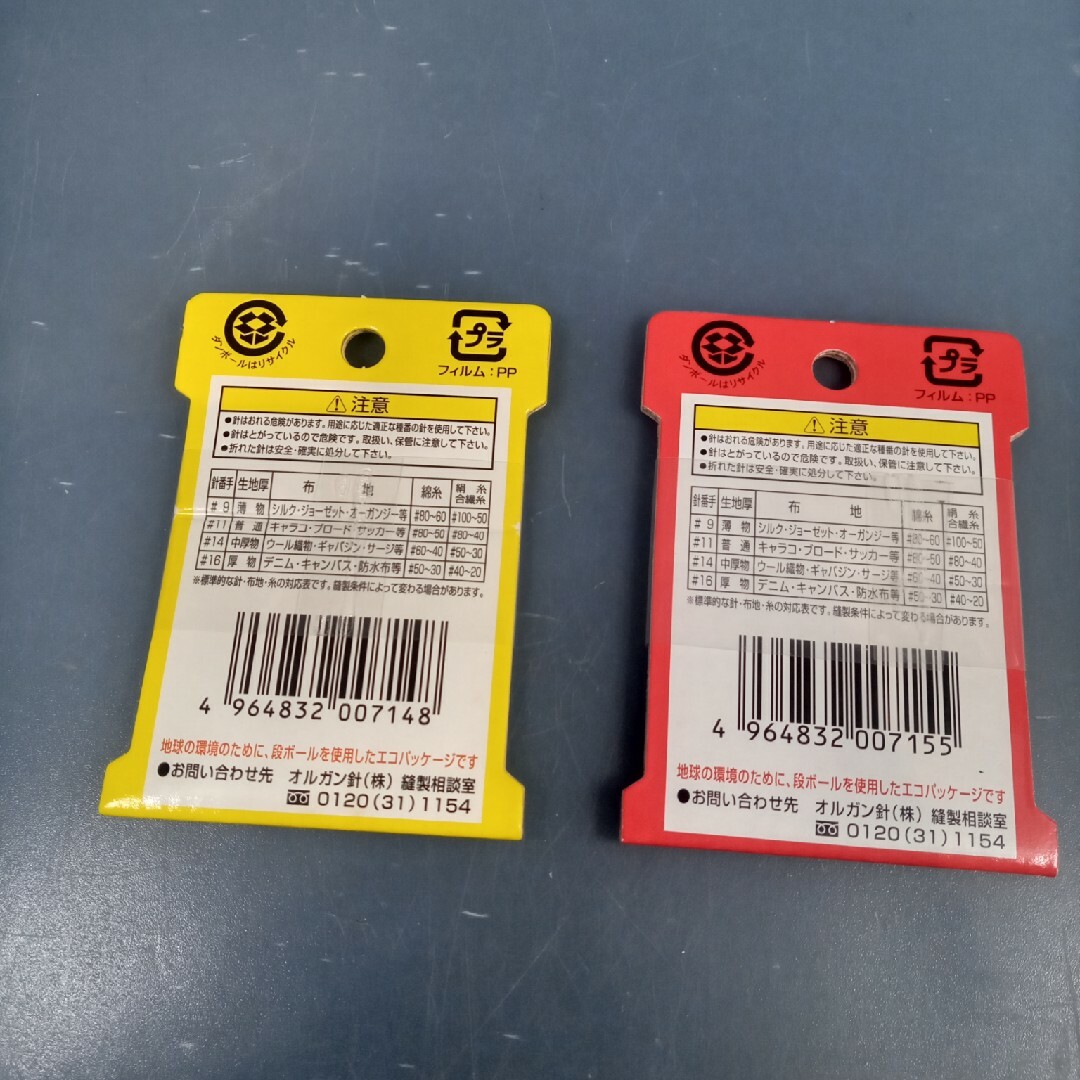 ダンボールはリサイクル
プラ
フィルム：PP
⚠注意
●針はおれる危険があります。用途に応じた適正な種番の針を使用して下さい。
●針はとがっているので危険です。取扱い、保管に注意して下さい。
●折れた針は安全・確実に処分して下さい。
針番手 生地厚 布地 綿糸 絹糸 合繊糸
#9 薄物 シルク・ジョーゼット・オーガンジー等 #80~60 #100~50
#11 普通 キャラコ・ブロード・サッカー等 #80~50 #80~40
#14 中厚物 ウール織物・ギャバジン・サージ等 #60~40 #50~30
#16 厚物 デニム・キャンバス・防水布等 #50~30 #40~20
※標準的な針・布地・糸の対応表です。縫製条件によって変わる場合があります。
4 964832 007148
地球の環境のために、段ボールを使用したエコパッケージです
●お問い合わせ先 オルガン針(株) 縫製相談室
0120(31)1154
ダンボールはリサイクル
プラ
フィルム：PP
⚠注意
●針はおれる危険があります。用途に応じた適正な種番の針を使用して下さい。
●針はとがっているので危険です。取扱い、保管に注意して下さい。
●折れた針は安全・確実に処分して下さい。
針番手 生地厚 布地 綿糸 絹糸 合繊糸
#9 薄物 シルク・ジョーゼット・オーガンジー等 #80~60 #100~50
#11 普通 キャラコ・ブロード・サッカー等 #80~50 #80~40
#14 中厚物 ウール織物・ギャバジン・サージ等 #60~40 #50~30
#16 厚物 デニム・キャンバス・防水布等 #50~30 #40~20
※標準的な針・布地・糸の対応表です。縫製条件によって変わる場合があります。
4 964832 007155
地球の環境のために、段ボールを使用したエコパッケージです
●お問い合わせ先 オルガン針(株) 縫製相談室
0120(31)1154